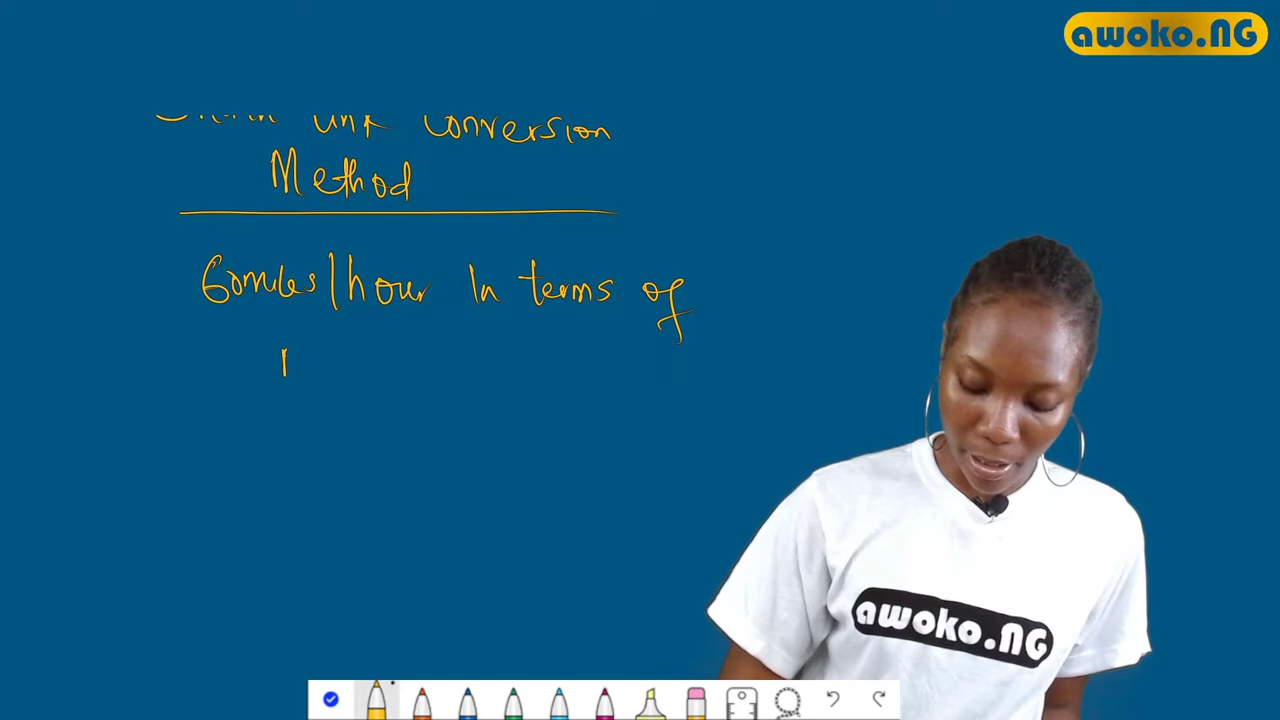 awoko.NG
unit conversion
Method
60miles/hour In terms of
awoko.NG